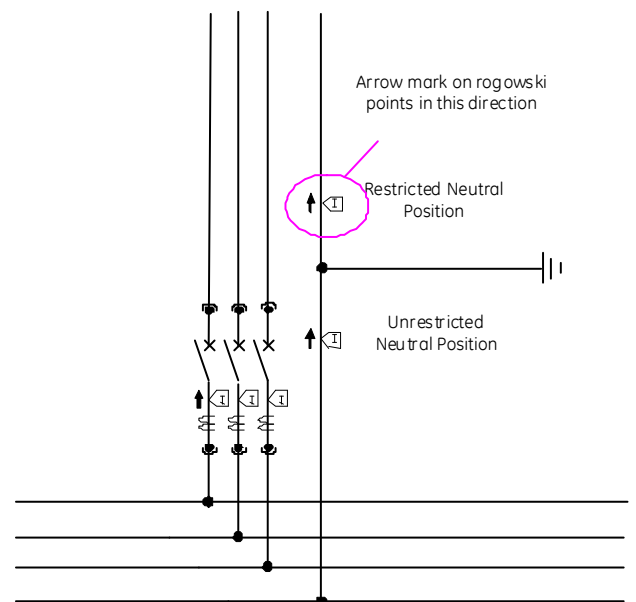 Arrow mark on rogowski
points in this direction
I
Restricted Neutral
Position
Unrestricted
Neutral Position
I
I
I
I